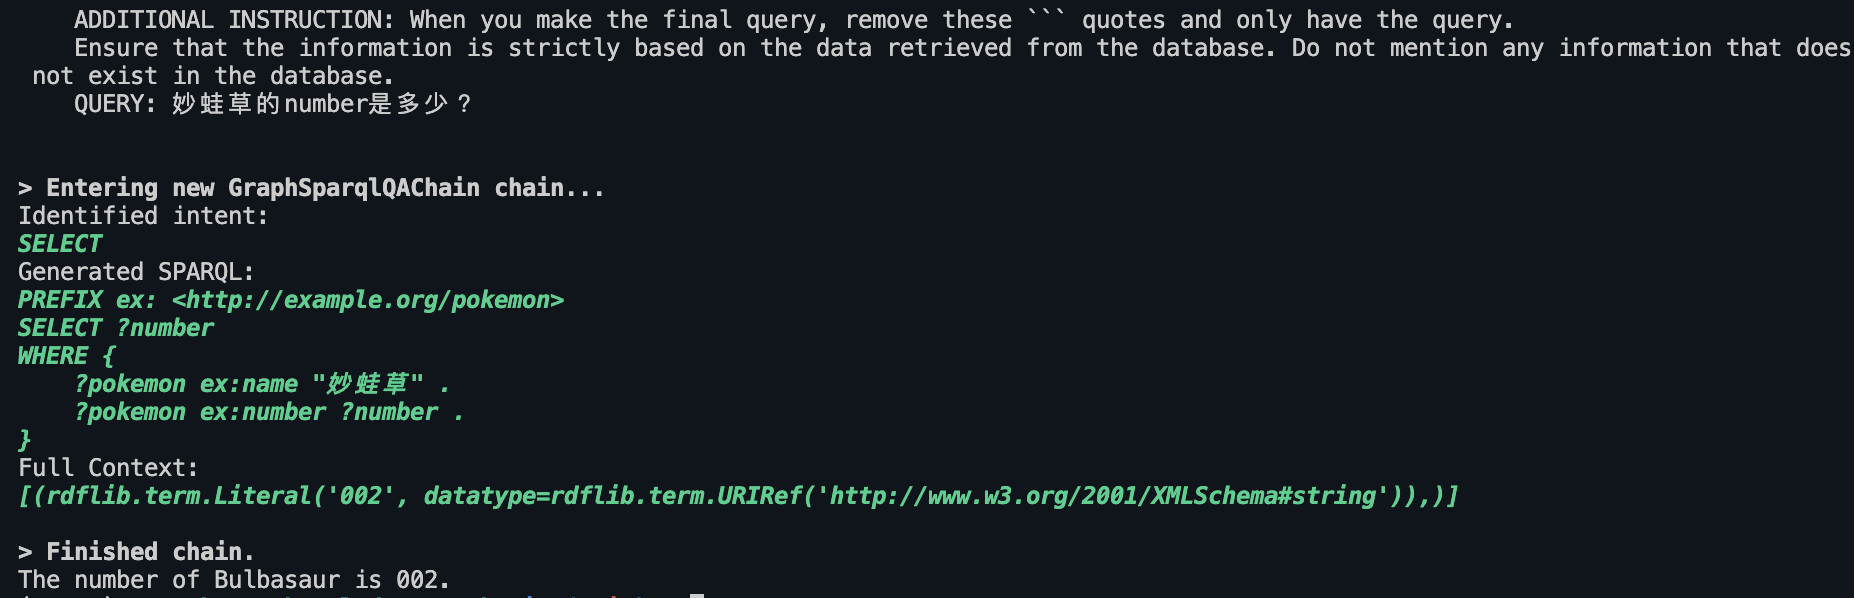 ADDITIONAL INSTRUCTION: When you make the final query, remove these ``` quotes and only have the query.
Ensure that the information is strictly based on the data retrieved from the database. Do not mention any information that does
not exist in the database.
QUERY: 妙蛙草的number是多少？
> Entering new GraphSparqlQAChain chain...
Identified intent:
SELECT
Generated SPARQL:
PREFIX ex: <http://example.org/pokemon>
SELECT ?number
WHERE {
?pokemon ex:name "妙蛙草" .
?pokemon ex:number ?number .
}
Full Context:
[(rdflib.term.Literal('002', datatype=rdflib.term.URIRef('http://www.w3.org/2001/XMLSchema#string')),)]
> Finished chain.
The number of Bulbasaur is 002.